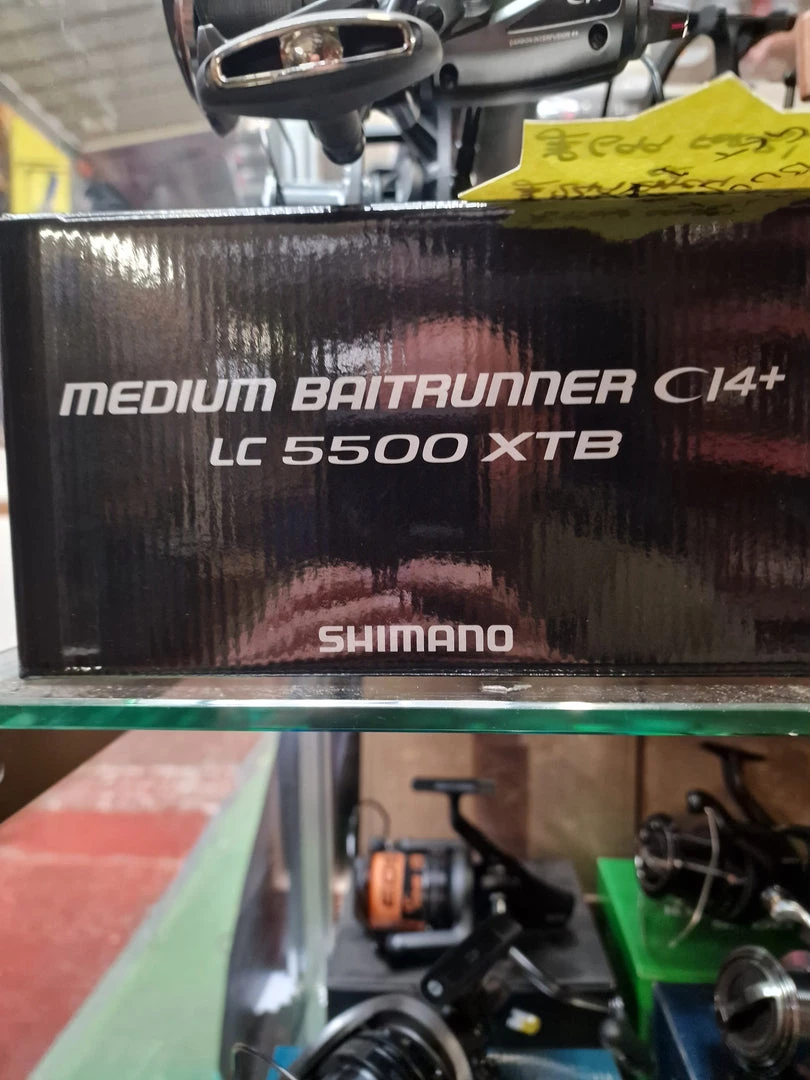 MEDIUM BAITRUNNER CI4+
LC 5500 XTB
SHIMANO